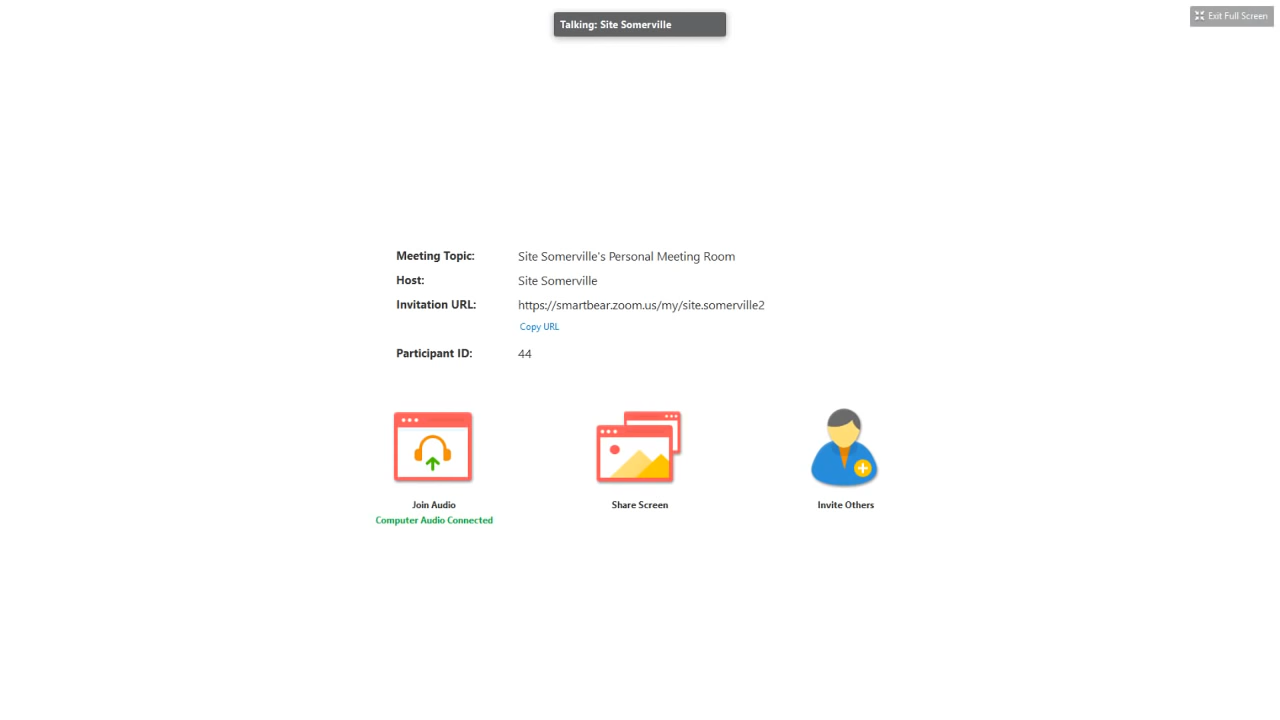 Talking: Site Somerville
Exit Full Screen
Meeting Topic: Site Somerville's Personal Meeting Room
Host: Site Somerville
Invitation URL: https://smartbear.zoom.us/my/site.somerville2
Copy URL
Participant ID: 44
Join Audio
Computer Audio Connected
Share Screen
Invite Others